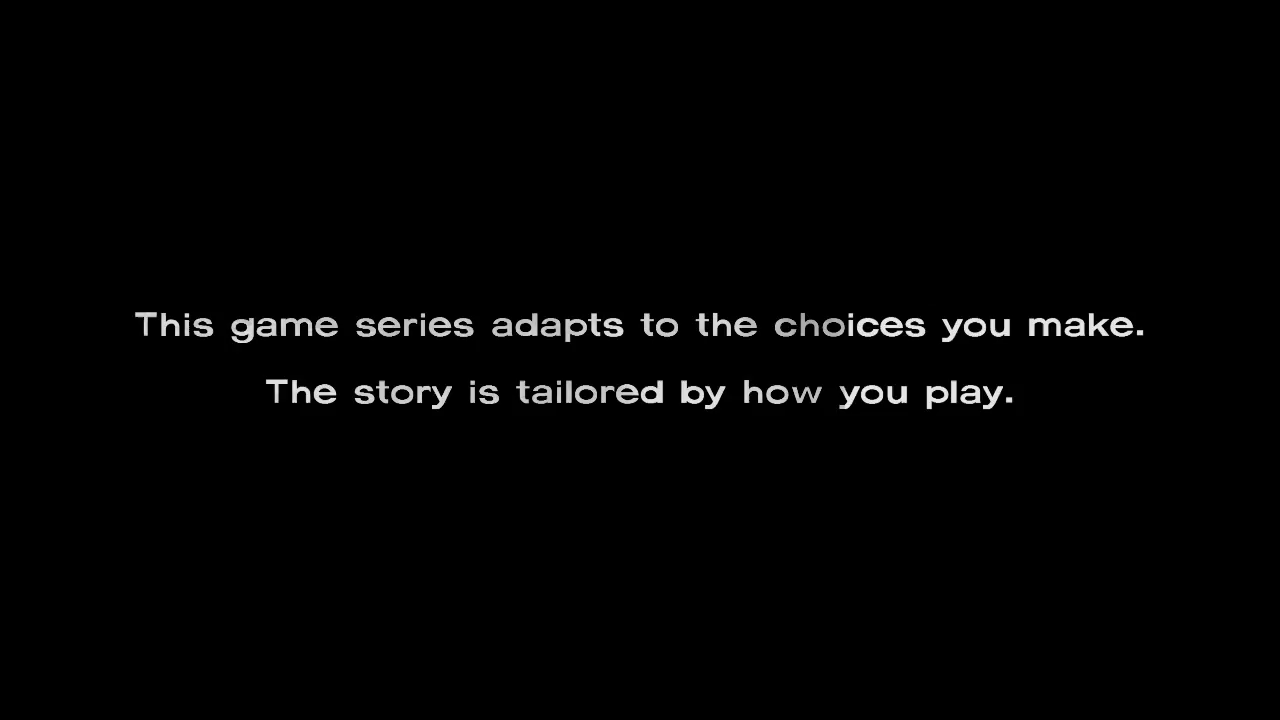 This game series adapts to the choices you make.
The story is tailored by how you play.